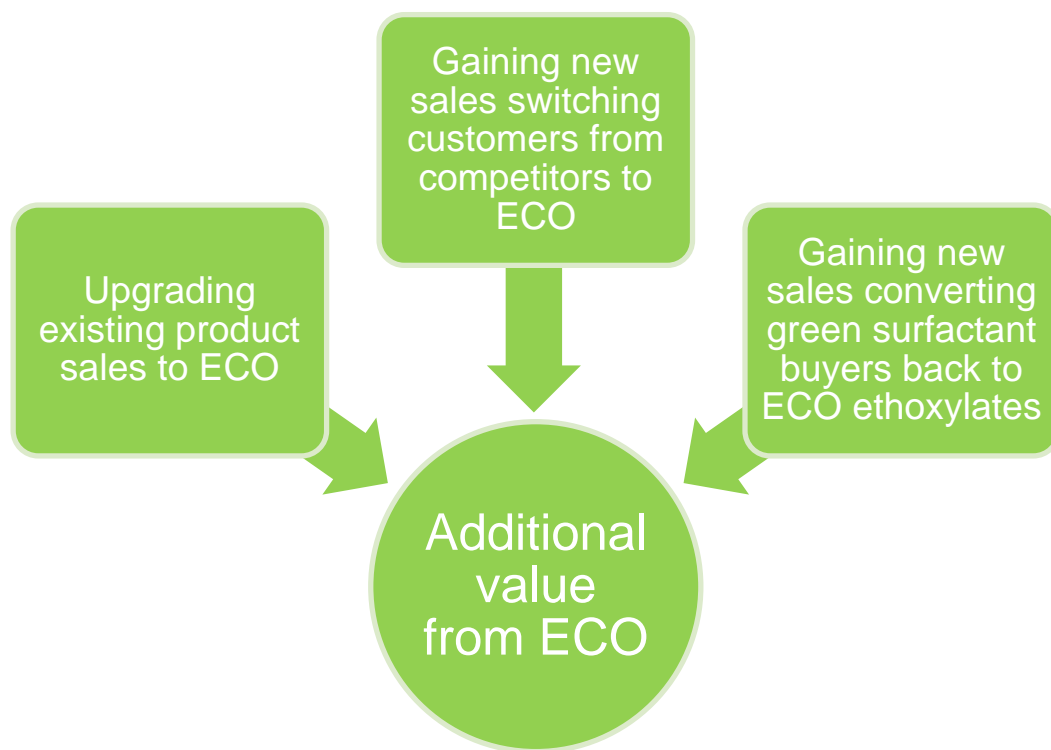 Upgrading
existing product
sales to ECO
Gaining new
sales switching
customers from
competitors to
ECO
Gaining new
sales converting
green surfactant
buyers back to
ECO ethoxylates
Additional
value
from ECO